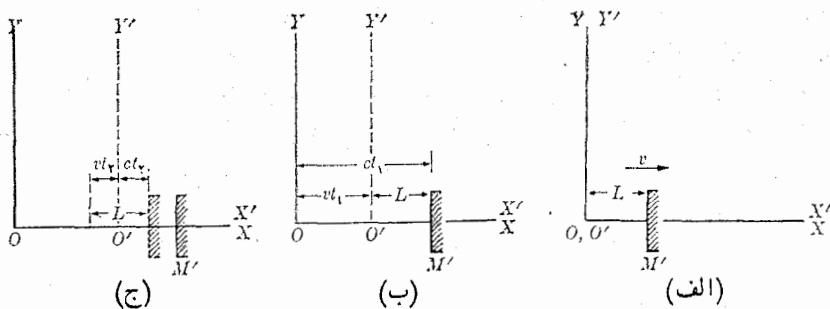 Y Y′
v
L
O, O′
M′
X′
X
(الف)
Y
Y′
ct₁
vt₁
L
O
O′
M′
X′
X
(ب)
Y
Y′
vt₂
ct₂
L
O
O′
M′
X′
X
(ج)